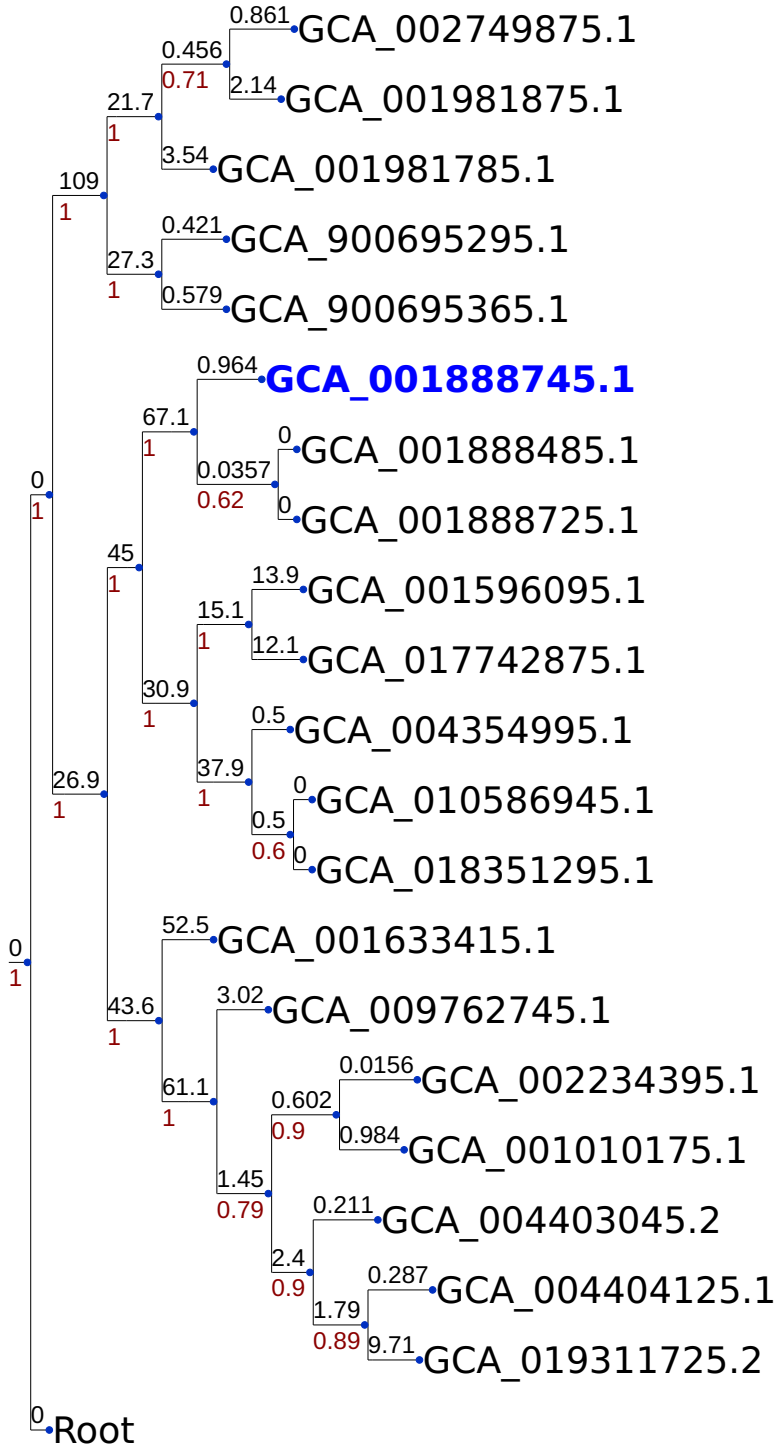 0.861
GCA_002749875.1
0.456
0.71
2.14
GCA_001981875.1
21.7
1
3.54
GCA_001981785.1
109
1
0.421
GCA_900695295.1
27.3
1
0.579
GCA_900695365.1
0.964
GCA_001888745.1
67.1
1
0
GCA_001888485.1
0.0357
0.62
0
GCA_001888725.1
0
1
45
1
13.9
GCA_001596095.1
15.1
1
12.1
GCA_017742875.1
30.9
1
0.5
GCA_004354995.1
37.9
1
0
GCA_010586945.1
0.5
0.6
0
GCA_018351295.1
26.9
1
52.5
GCA_001633415.1
0
1
43.6
1
3.02
GCA_009762745.1
61.1
1
0.0156
GCA_002234395.1
0.602
0.9
0.984
GCA_001010175.1
1.45
0.79
0.211
GCA_004403045.2
2.4
0.9
0.287
GCA_004404125.1
1.79
0.89
9.71
GCA_019311725.2
0
Root